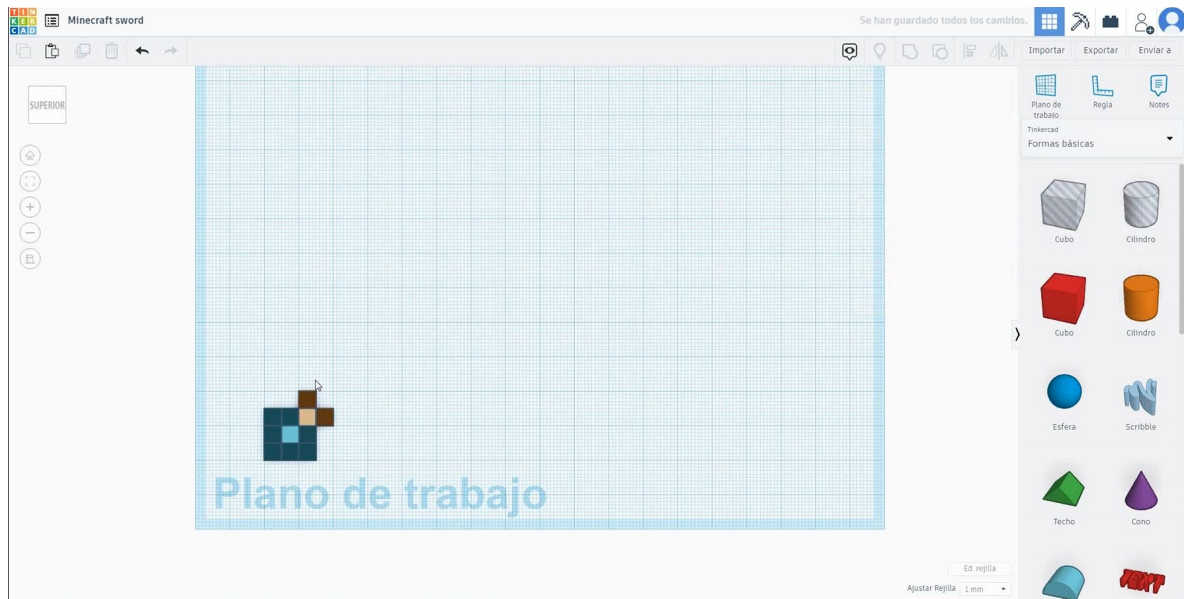 TIN
KER
CAD
Minecraft sword
Se han guardado todos los cambios.
Importar
Exportar
Enviar a
SUPERIOR
Plano de
trabajo
Regla
Notes
Tinkercad
Formas básicas
Cubo
Cilindro
Cubo
Cilindro
Esfera
Scribble
Techo
Cono
TEXT
Plano de trabajo
Ed. rejilla
Ajustar Rejilla
1 mm